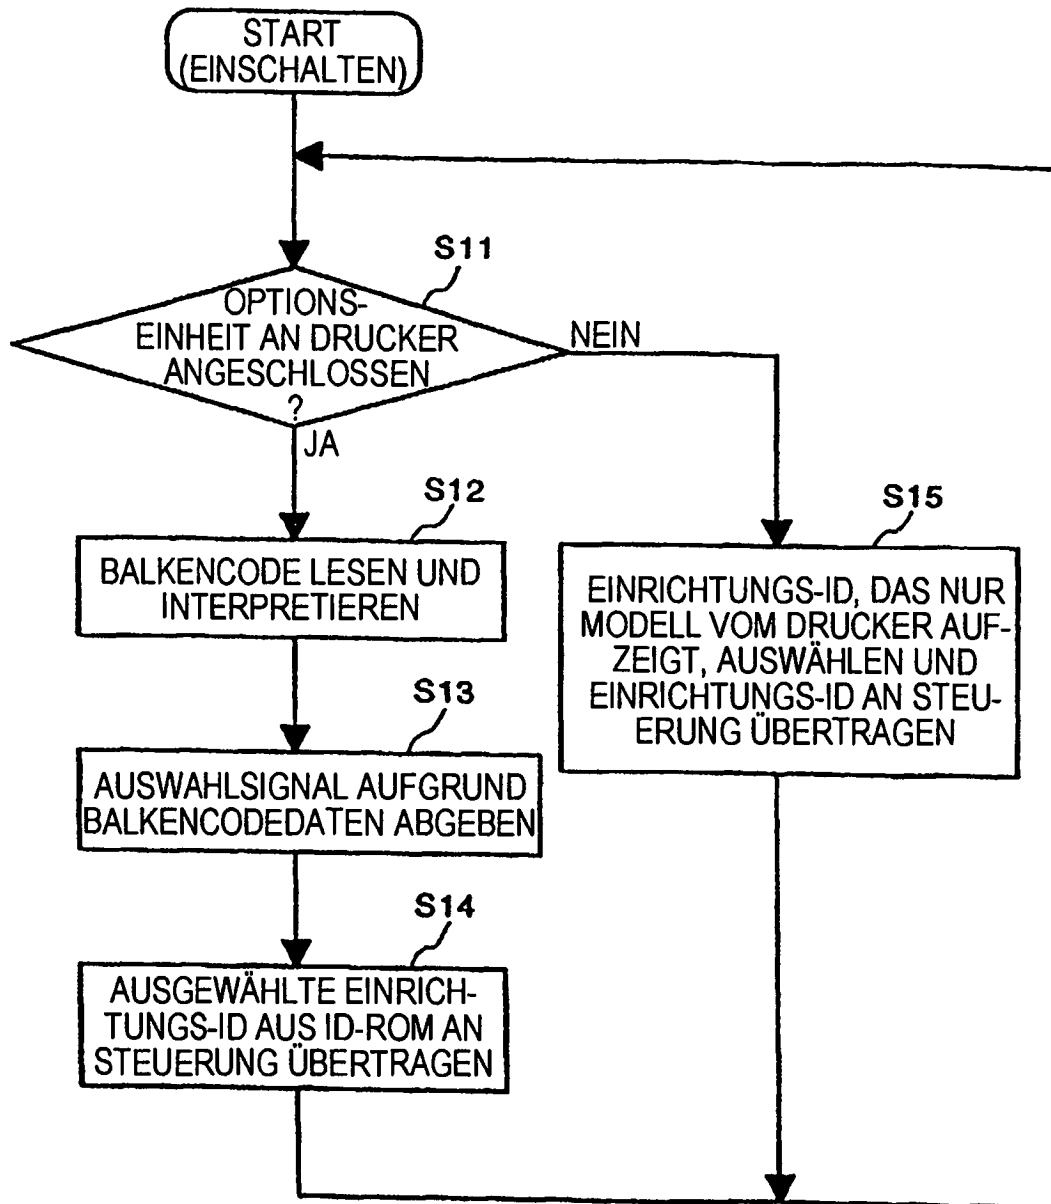 START
(EINSCHALTEN)
S11
OPTIONS-
EINHEIT AN DRUCKER
ANGESCHLOSSEN
?
NEIN
JA
S12
BALKENCODE LESEN UND
INTERPRETIEREN
S13
AUSWAHLSIGNAL AUFGRUND
BALKENCODEDATEN ABGEBEN
S14
AUSGEWÄHLTE EINRICH-
TUNGS-ID AUS ID-ROM AN
STEUERUNG ÜBERTRAGEN
S15
EINRICHTUNGS-ID, DAS NUR
MODELL VOM DRUCKER AUF-
ZEIGT, AUSWÄHLEN UND
EINRICHTUNGS-ID AN STEU-
ERUNG ÜBERTRAGEN